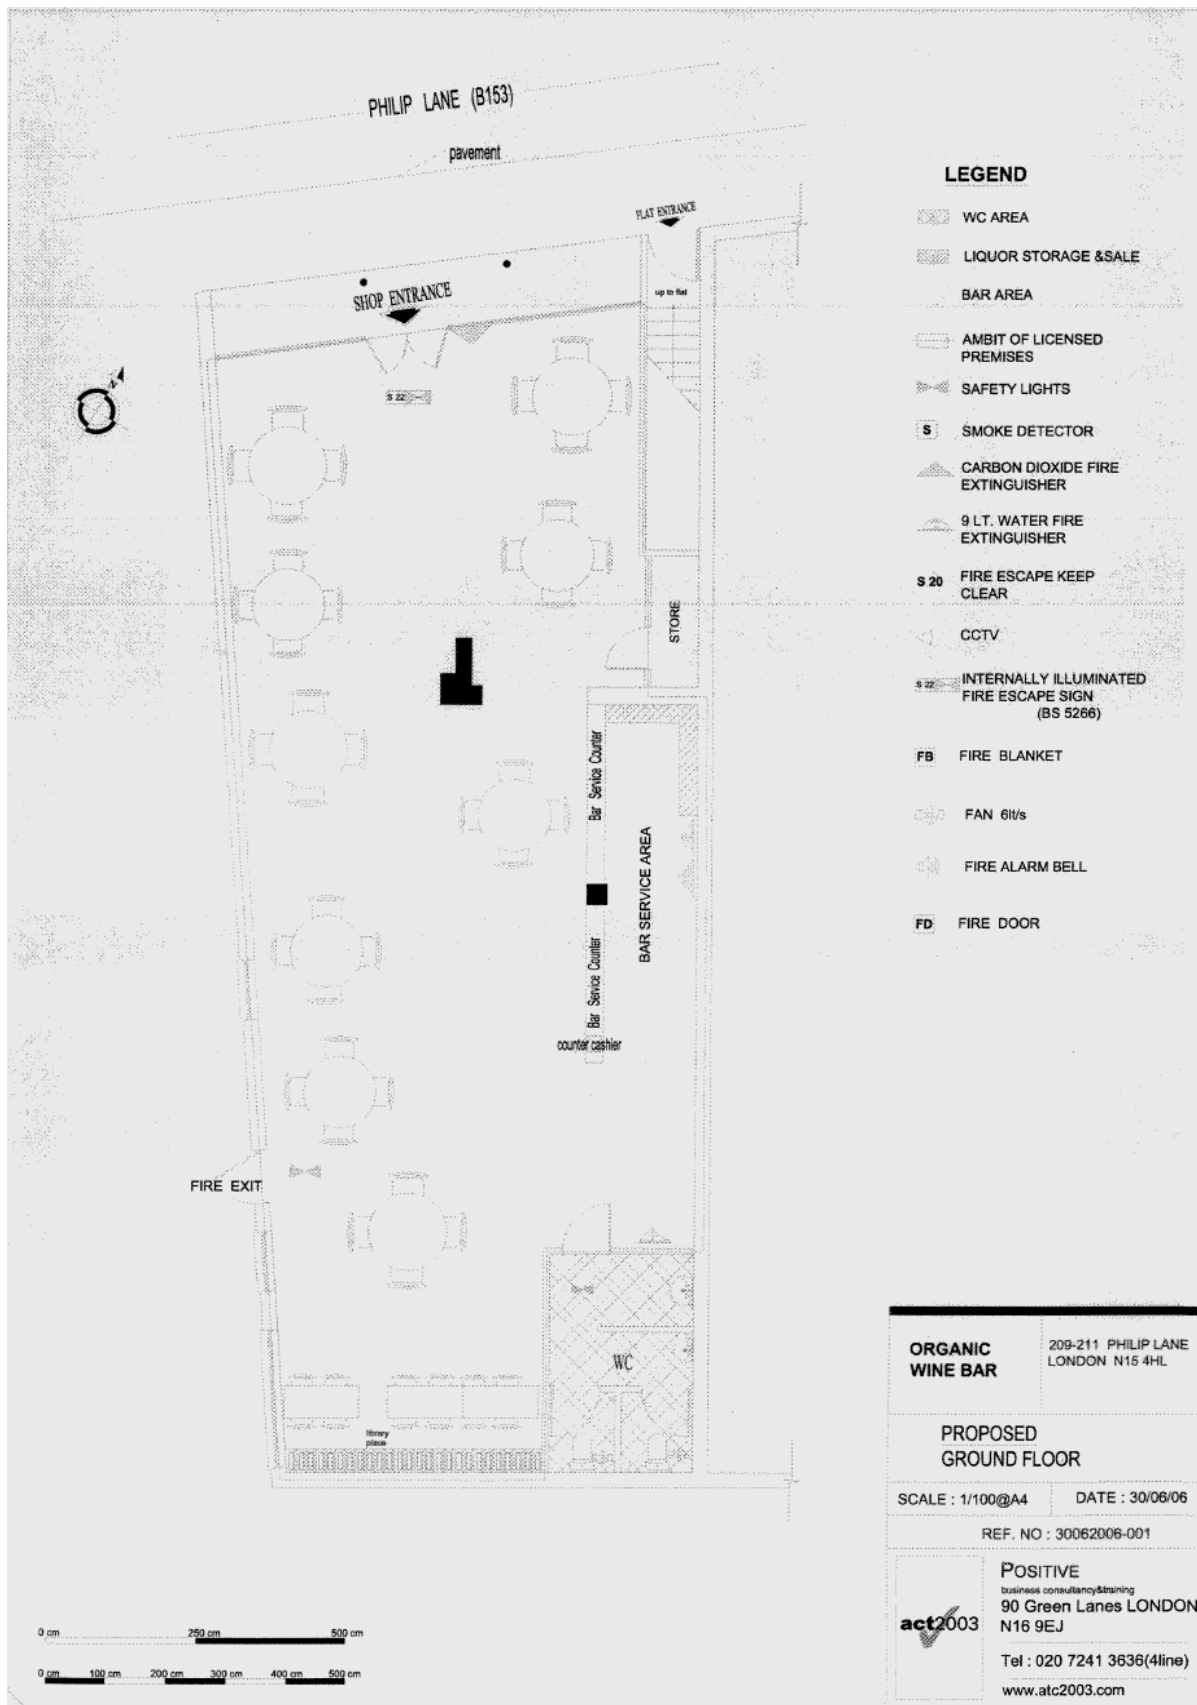 PHILIP LANE (B153)
pavement
FLAT ENTRANCE
SHOP ENTRANCE
up to flat
N
S 22
STORE
Bar Service Counter
BAR SERVICE AREA
Bar Service Counter
counter cashier
FIRE EXIT
WC
library
place
LEGEND
WC AREA
LIQUOR STORAGE &SALE
BAR AREA
AMBIT OF LICENSED
PREMISES
SAFETY LIGHTS
S SMOKE DETECTOR
CARBON DIOXIDE FIRE
EXTINGUISHER
9 LT. WATER FIRE
EXTINGUISHER
S 20 FIRE ESCAPE KEEP
CLEAR
CCTV
S 22 INTERNALLY ILLUMINATED
FIRE ESCAPE SIGN
(BS 5266)
FB FIRE BLANKET
FAN 6lt/s
FIRE ALARM BELL
FD FIRE DOOR
ORGANIC
WINE BAR
209-211 PHILIP LANE
LONDON N15 4HL
PROPOSED
GROUND FLOOR
SCALE : 1/100@A4
DATE : 30/06/06
REF. NO : 30062006-001
act2003
POSITIVE
business consultancy&training
90 Green Lanes LONDON
N16 9EJ
Tel : 020 7241 3636(4line)
www.atc2003.com
0 cm 250 cm 500 cm
0 cm 100 cm 200 cm 300 cm 400 cm 500 cm